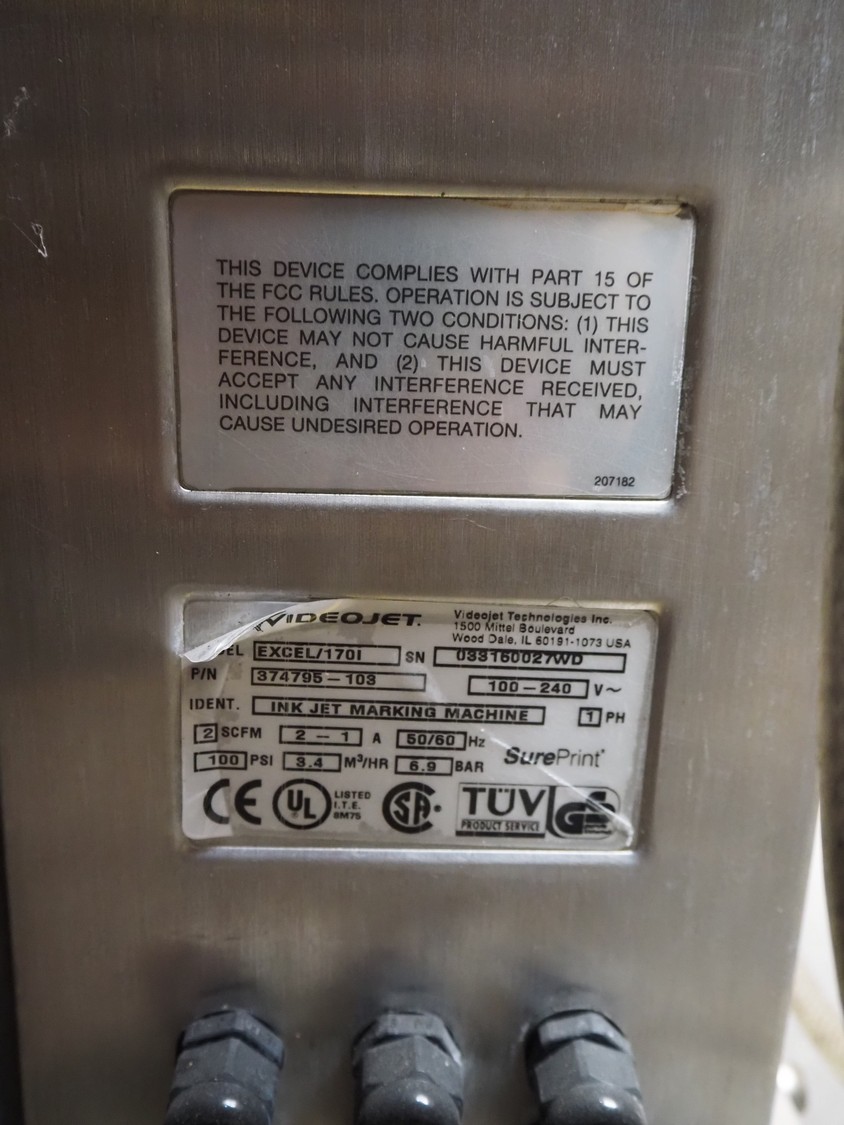 THIS DEVICE COMPLIES WITH PART 15 OF
THE FCC RULES. OPERATION IS SUBJECT TO
THE FOLLOWING TWO CONDITIONS: (1) THIS
DEVICE MAY NOT CAUSE HARMFUL INTER-
FERENCE, AND (2) THIS DEVICE MUST
ACCEPT ANY INTERFERENCE RECEIVED,
INCLUDING INTERFERENCE THAT MAY
CAUSE UNDESIRED OPERATION.
207182
VIDEOJET.
Videojet Technologies Inc.
1500 Mittel Boulevard
Wood Dale, IL 60191-1073 USA
EL EXCEL/170I SN 033160027WD
P/N 374795-103 100-240 V~
IDENT. INK JET MARKING MACHINE 1 PH
2 SCFM 2-1 A 50/60 Hz SurePrint
100 PSI 3.4 M³/HR 6.9 BAR
CE UL LISTED
I.T.E.
8M75
SA TÜV
PRODUCT SERVICE
GS